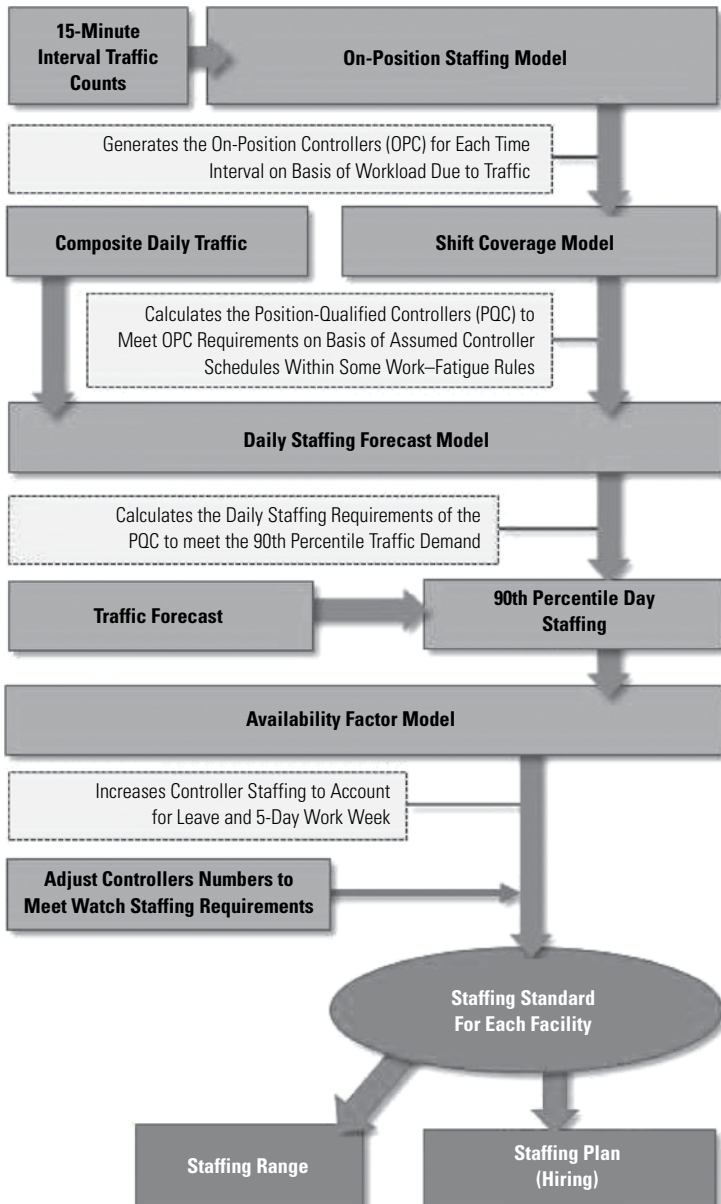 15-Minute
Interval Traffic
Counts
On-Position Staffing Model
Generates the On-Position Controllers (OPC) for Each Time
Interval on Basis of Workload Due to Traffic
Composite Daily Traffic
Shift Coverage Model
Calculates the Position-Qualified Controllers (PQC) to
Meet OPC Requirements on Basis of Assumed Controller
Schedules Within Some Work–Fatigue Rules
Daily Staffing Forecast Model
Calculates the Daily Staffing Requirements of the
PQC to meet the 90th Percentile Traffic Demand
Traffic Forecast
90th Percentile Day
Staffing
Availability Factor Model
Increases Controller Staffing to Account
for Leave and 5-Day Work Week
Adjust Controllers Numbers to
Meet Watch Staffing Requirements
Staffing Standard
For Each Facility
Staffing Range
Staffing Plan
(Hiring)